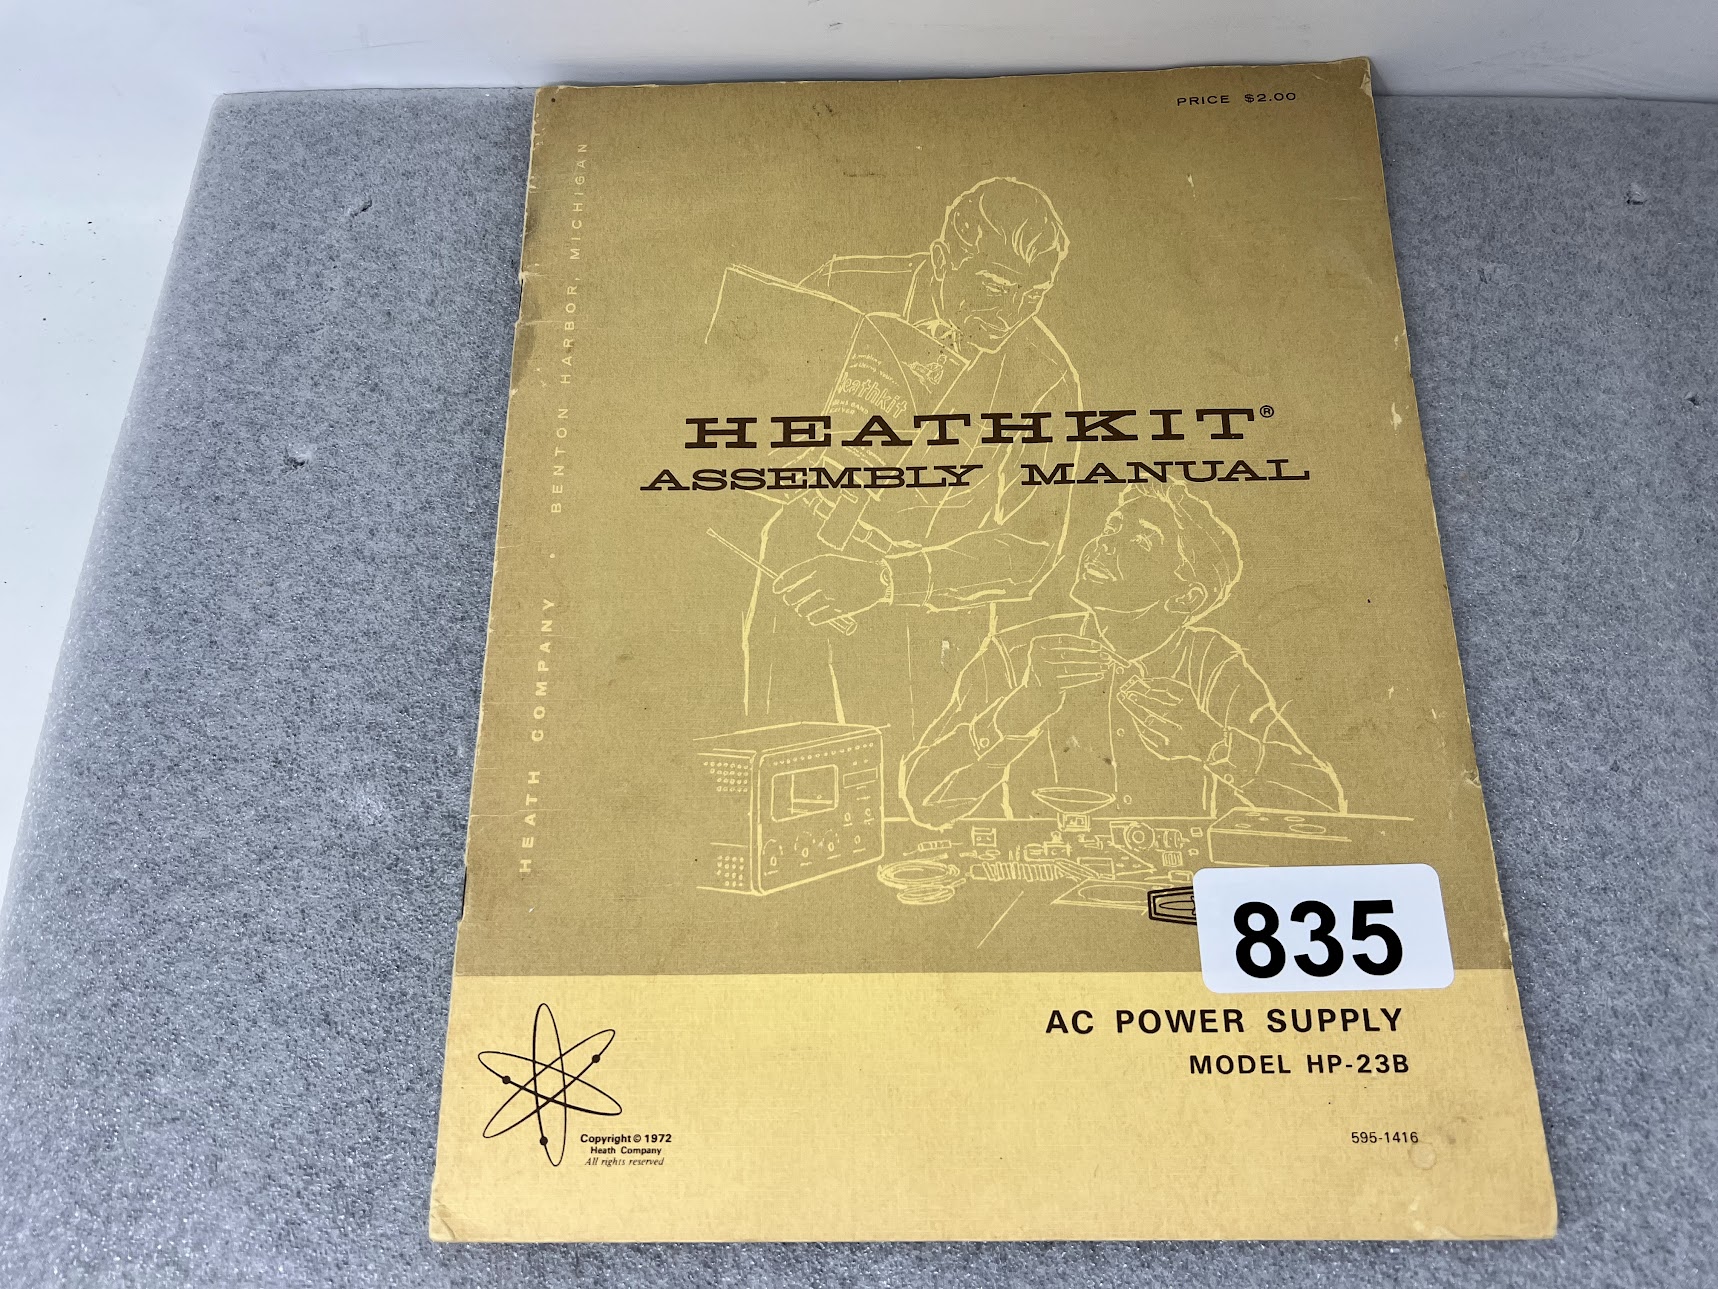 PRICE $2.00
HEATH COMPANY • BENTON HARBOR, MICHIGAN
eathkit
HEATHKIT®
ASSEMBLY MANUAL
835
AC POWER SUPPLY
MODEL HP-23B
Copyright © 1972
Heath Company
All rights reserved
595-1416